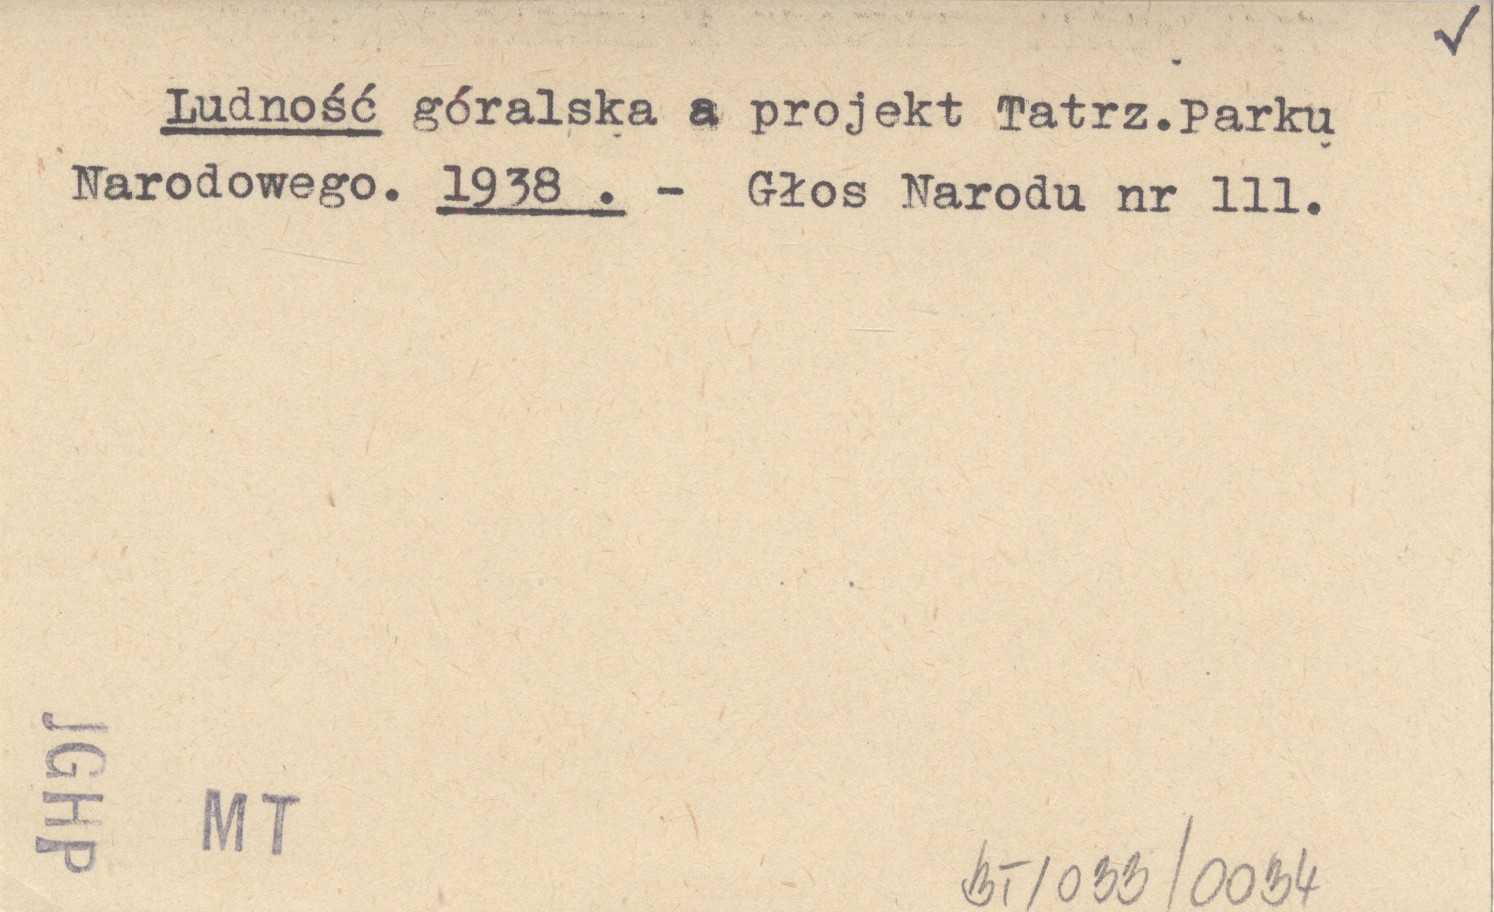 ✓
Ludność góralska a projekt Tatrz.Parku
Narodowego. 1938 . - Głos Narodu nr 111.
JGHP
MT
BT/033/0034